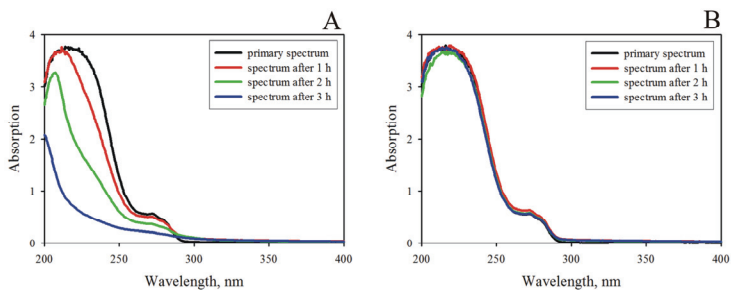 A
4
3
2
1
0
primary spectrum
spectrum after 1 h
spectrum after 2 h
spectrum after 3 h
Absorption
200 250 300 350 400
Wavelength, nm
B
4
3
2
1
0
primary spectrum
spectrum after 1 h
spectrum after 2 h
spectrum after 3 h
Absorption
200 250 300 350 400
Wavelength, nm